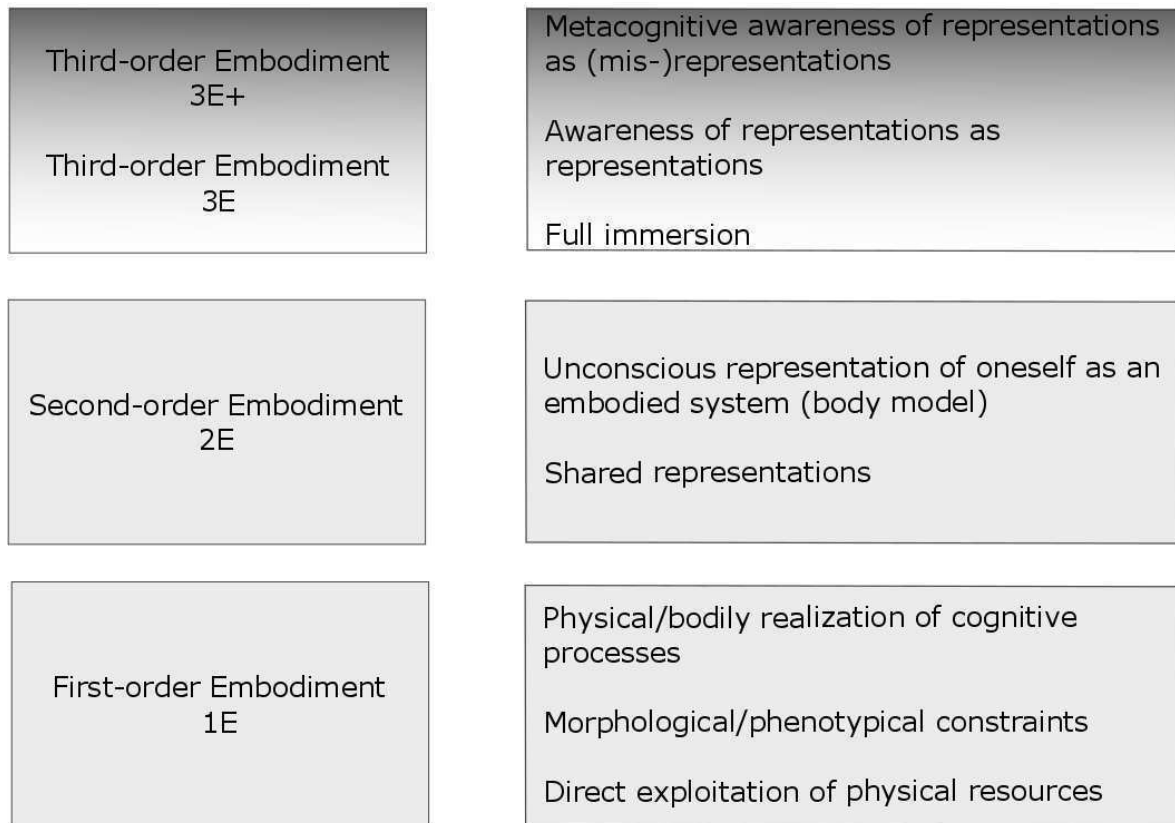 Third-order Embodiment
3E+
Third-order Embodiment
3E
Metacognitive awareness of representations
as (mis-)representations
Awareness of representations as
representations
Full immersion
Second-order Embodiment
2E
Unconscious representation of oneself as an
embodied system (body model)
Shared representations
First-order Embodiment
1E
Physical/bodily realization of cognitive
processes
Morphological/phenotypical constraints
Direct exploitation of physical resources